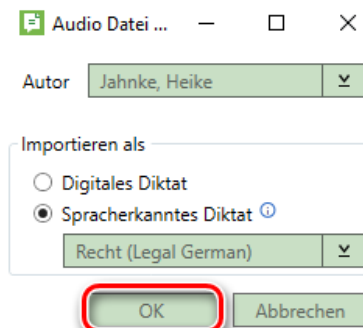 Audio Datei ...
Autor Jahnke, Heike
Importieren als
Digitales Diktat
Spracherkanntes Diktat
Recht (Legal German)
OK Abbrechen